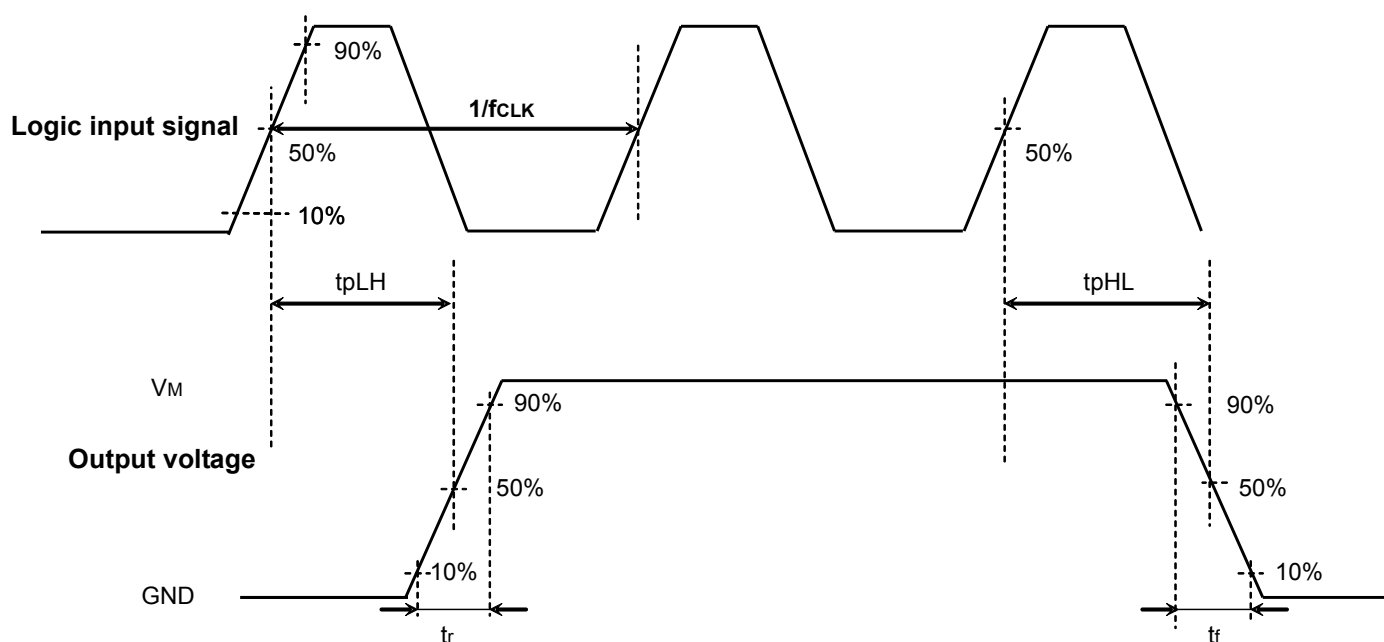 90%
1/fCLK
Logic input signal
50%
50%
10%
tpLH
tpHL
VM
90%
90%
Output voltage
50%
50%
10%
10%
GND
tr
tf